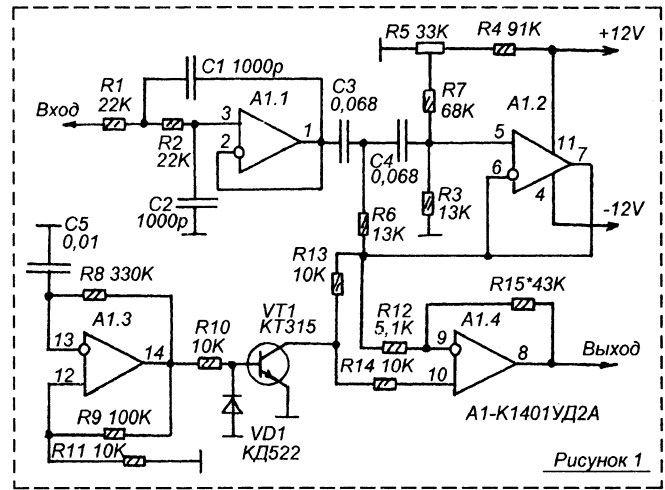 R5 33K
R4 91K
+12V
C1 1000p
R1
22K
Вход
A1.1
C3
0,068
R7
68K
A1.2
3
2
1
R2
22K
C4
0,068
5
6
11
7
4
C2
1000p
R3
13K
-12V
R6
13K
C5
0,01
R13
10K
R8 330K
R15*43K
VT1
КТ315
R12
5,1K
A1.3
A1.4
13
12
14
R10
10K
9
10
8
Выход
R14 10K
R9 100K
VD1
КД522
A1-К1401УД2А
R11 10K
Рисунок 1